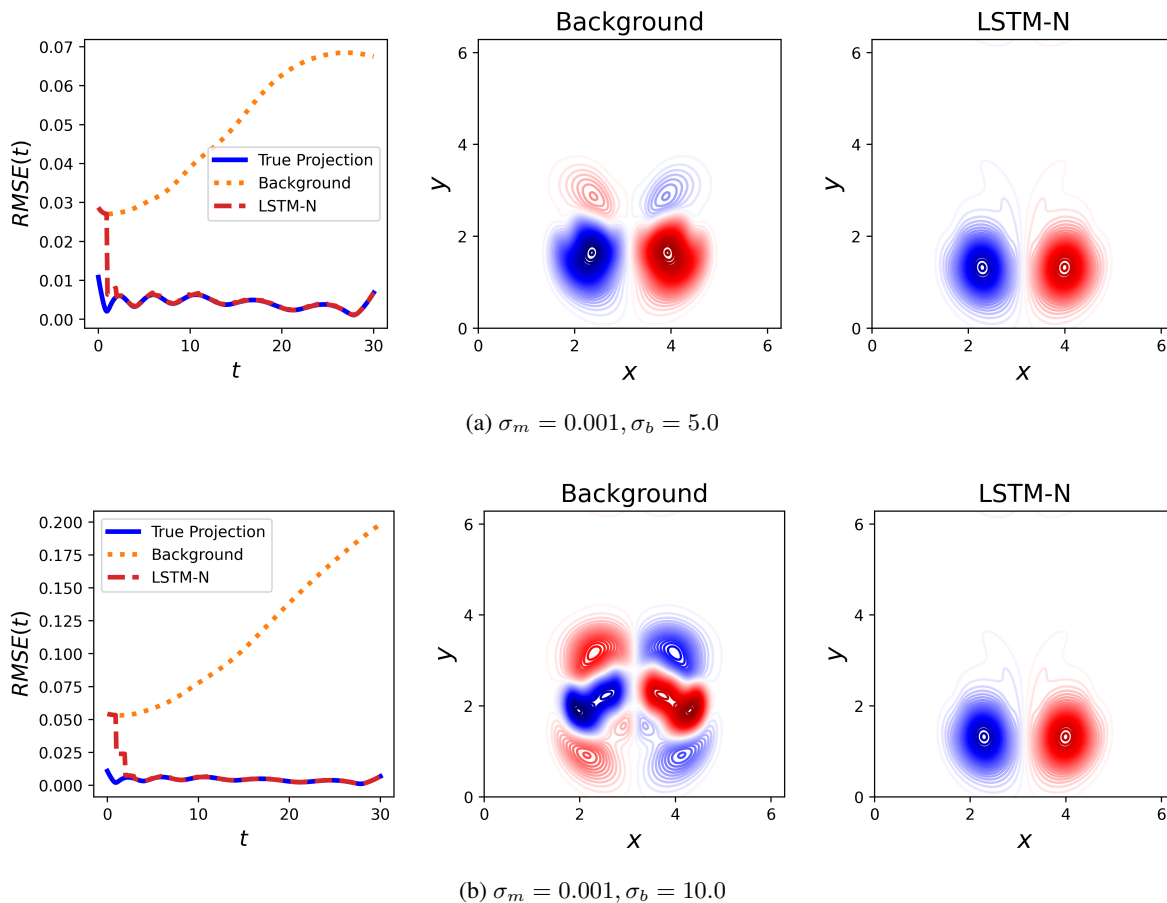 Background
LSTM-N
0.07
0.06
0.05
0.04
0.03
0.02
0.01
0.00
RMSE(t)
True Projection
Background
LSTM-N
0
10
20
30
t
6
4
2
0
y
0
2
4
6
x
6
4
2
0
y
0
2
4
6
x
(a) σm = 0.001, σb = 5.0
Background
LSTM-N
0.200
0.175
0.150
0.125
0.100
0.075
0.050
0.025
0.000
RMSE(t)
True Projection
Background
LSTM-N
0
10
20
30
t
6
4
2
0
y
0
2
4
6
x
6
4
2
0
y
0
2
4
6
x
(b) σm = 0.001, σb = 10.0